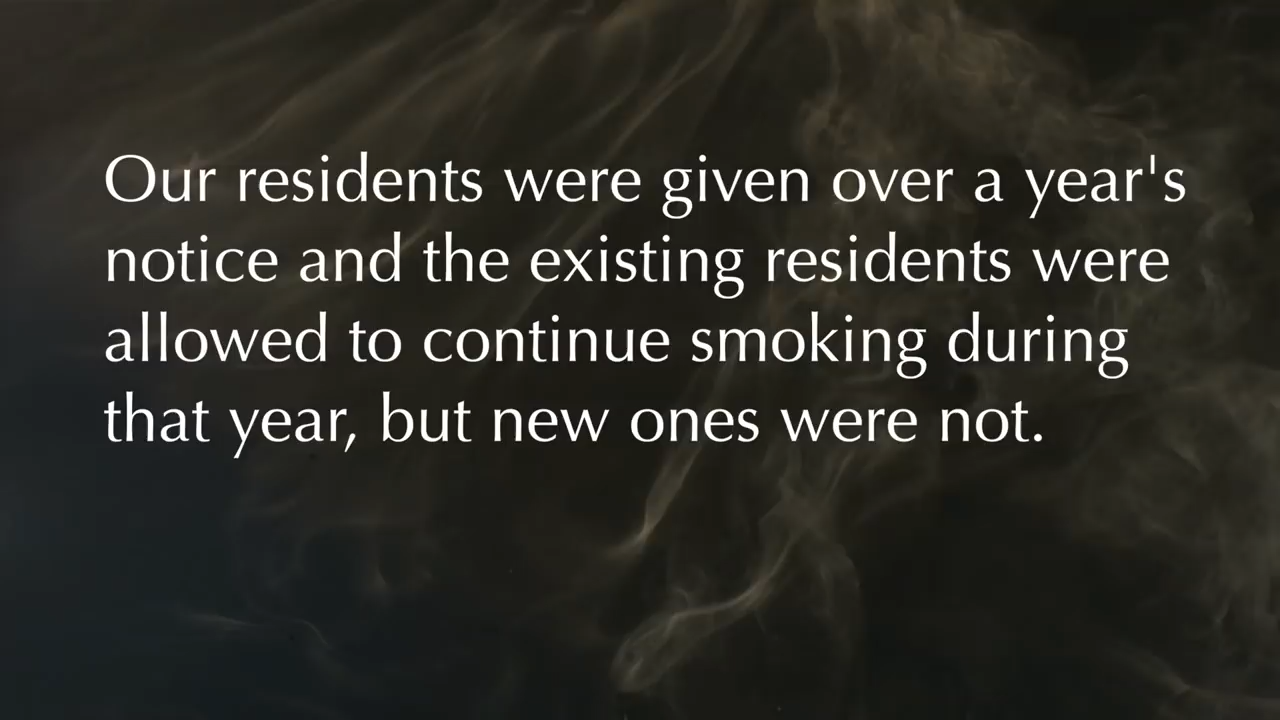 Our residents were given over a year's
notice and the existing residents were
allowed to continue smoking during
that year, but new ones were not.